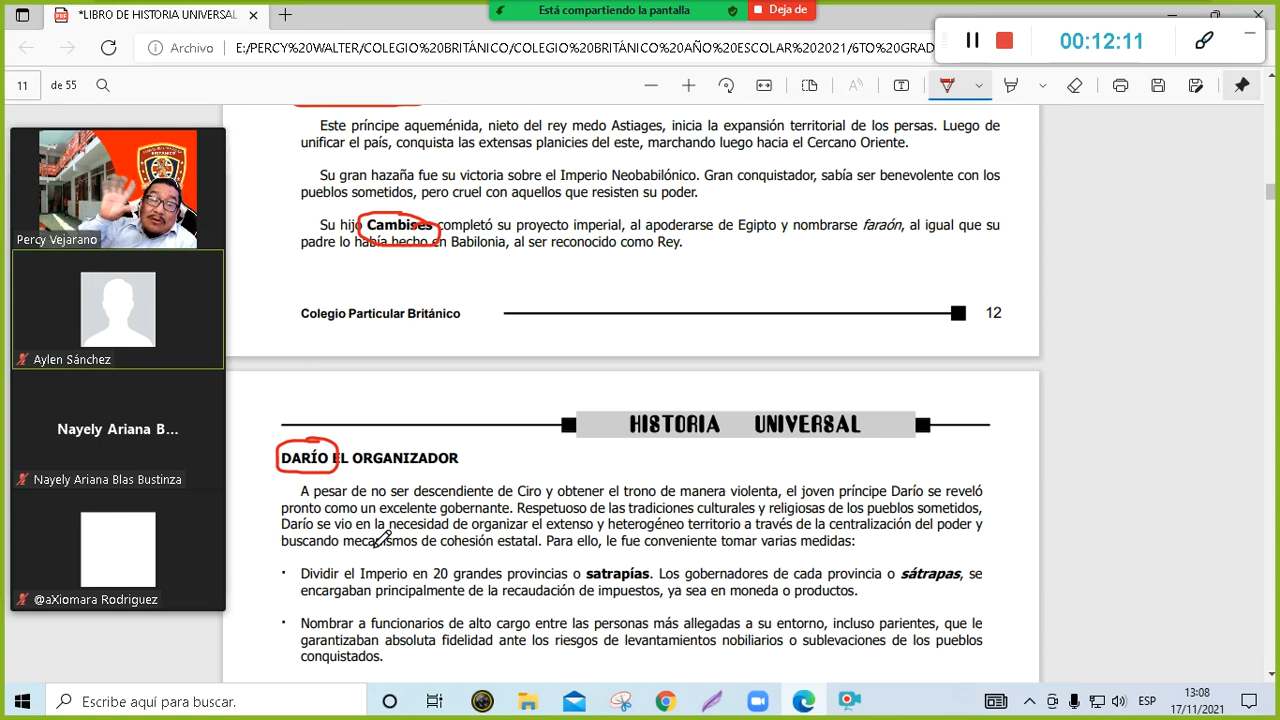 *LIBRO DE HISTORIA UNIVERSAL
Está compartiendo la pantalla
Deja de
Archivo
E:/PERCY%20WALTER/COLEGIO%20BRITÁNICO/COLEGIO%20BRITÁNICO%20AÑO%20ESCOLAR%202021/6TO%20GRAD
00:12:11
11
de 55
Este príncipe aqueménida, nieto del rey medo Astiages, inicia la expansión territorial de los persas. Luego de
unificar el país, conquista las extensas planicies del este, marchando luego hacia el Cercano Oriente.
Su gran hazaña fue su victoria sobre el Imperio Neobabilónico. Gran conquistador, sabía ser benevolente con los
pueblos sometidos, pero cruel con aquellos que resisten su poder.
Su hijo Cambises completó su proyecto imperial, al apoderarse de Egipto y nombrarse faraón, al igual que su
padre lo había hecho en Babilonia, al ser reconocido como Rey.
Colegio Particular Británico
12
HISTORIA UNIVERSAL
DARÍO EL ORGANIZADOR
A pesar de no ser descendiente de Ciro y obtener el trono de manera violenta, el joven príncipe Darío se reveló
pronto como un excelente gobernante. Respetuoso de las tradiciones culturales y religiosas de los pueblos sometidos,
Darío se vio en la necesidad de organizar el extenso y heterogéneo territorio a través de la centralización del poder y
buscando mecanismos de cohesión estatal. Para ello, le fue conveniente tomar varias medidas:
· Dividir el Imperio en 20 grandes provincias o satrapías. Los gobernadores de cada provincia o sátrapas, se
encargaban principalmente de la recaudación de impuestos, ya sea en moneda o productos.
· Nombrar a funcionarios de alto cargo entre las personas más allegadas a su entorno, incluso parientes, que le
garantizaban absoluta fidelidad ante los riesgos de levantamientos nobiliarios o sublevaciones de los pueblos
conquistados.
Percy Vejarano
Aylen Sánchez
Nayely Ariana B...
Nayely Ariana Blas Bustinza
@aXiomara Rodriguez
Escribe aquí para buscar.
ESP
13:08
17/11/2021